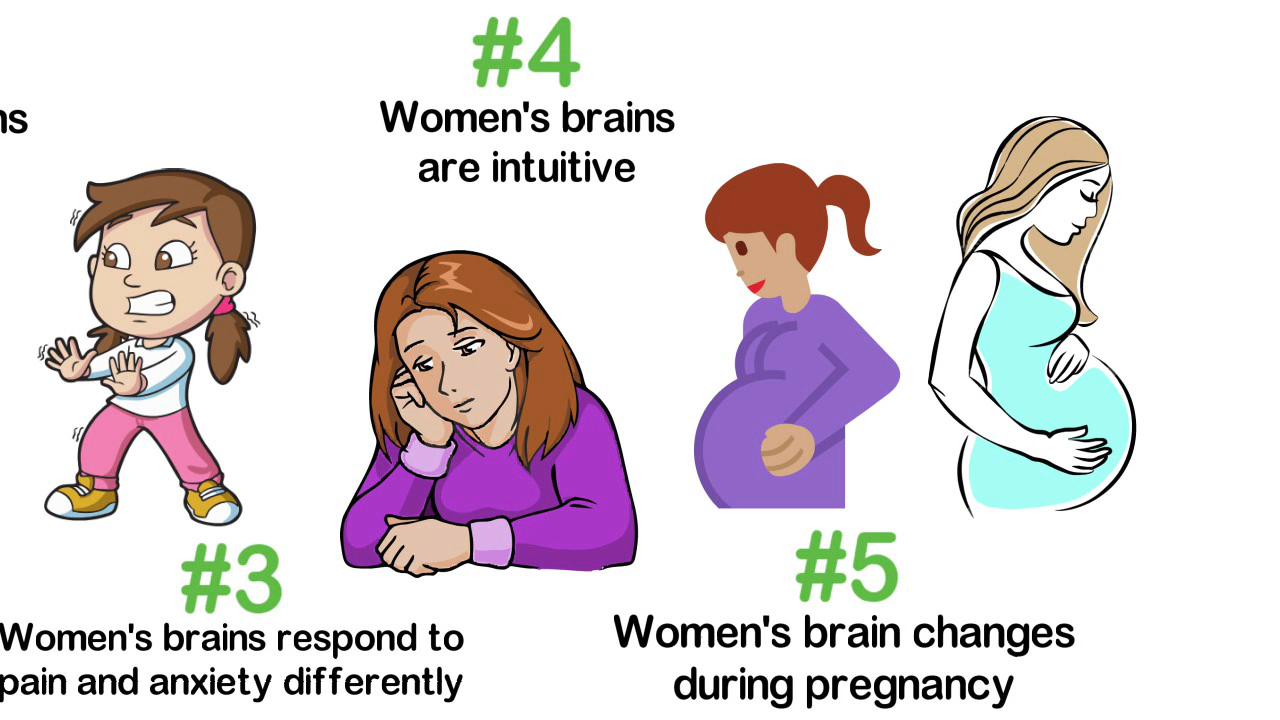 #4
Women's brains
are intuitive
#3
Women's brains respond to
pain and anxiety differently
#5
Women's brain changes
during pregnancy